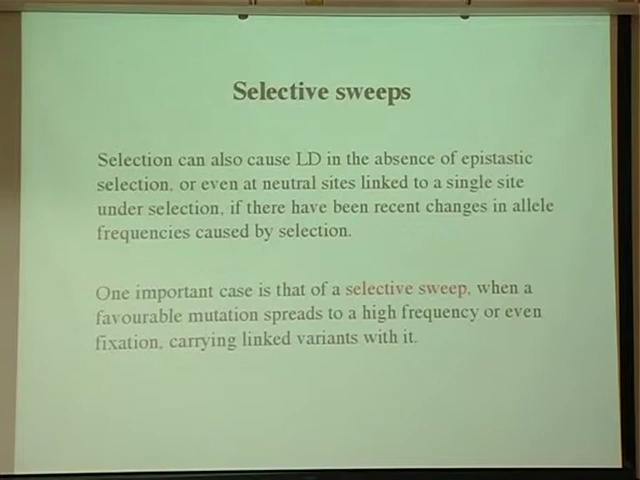 Selective sweeps
Selection can also cause LD in the absence of epistastic
selection, or even at neutral sites linked to a single site
under selection, if there have been recent changes in allele
frequencies caused by selection.
One important case is that of a selective sweep, when a
favourable mutation spreads to a high frequency or even
fixation, carrying linked variants with it.